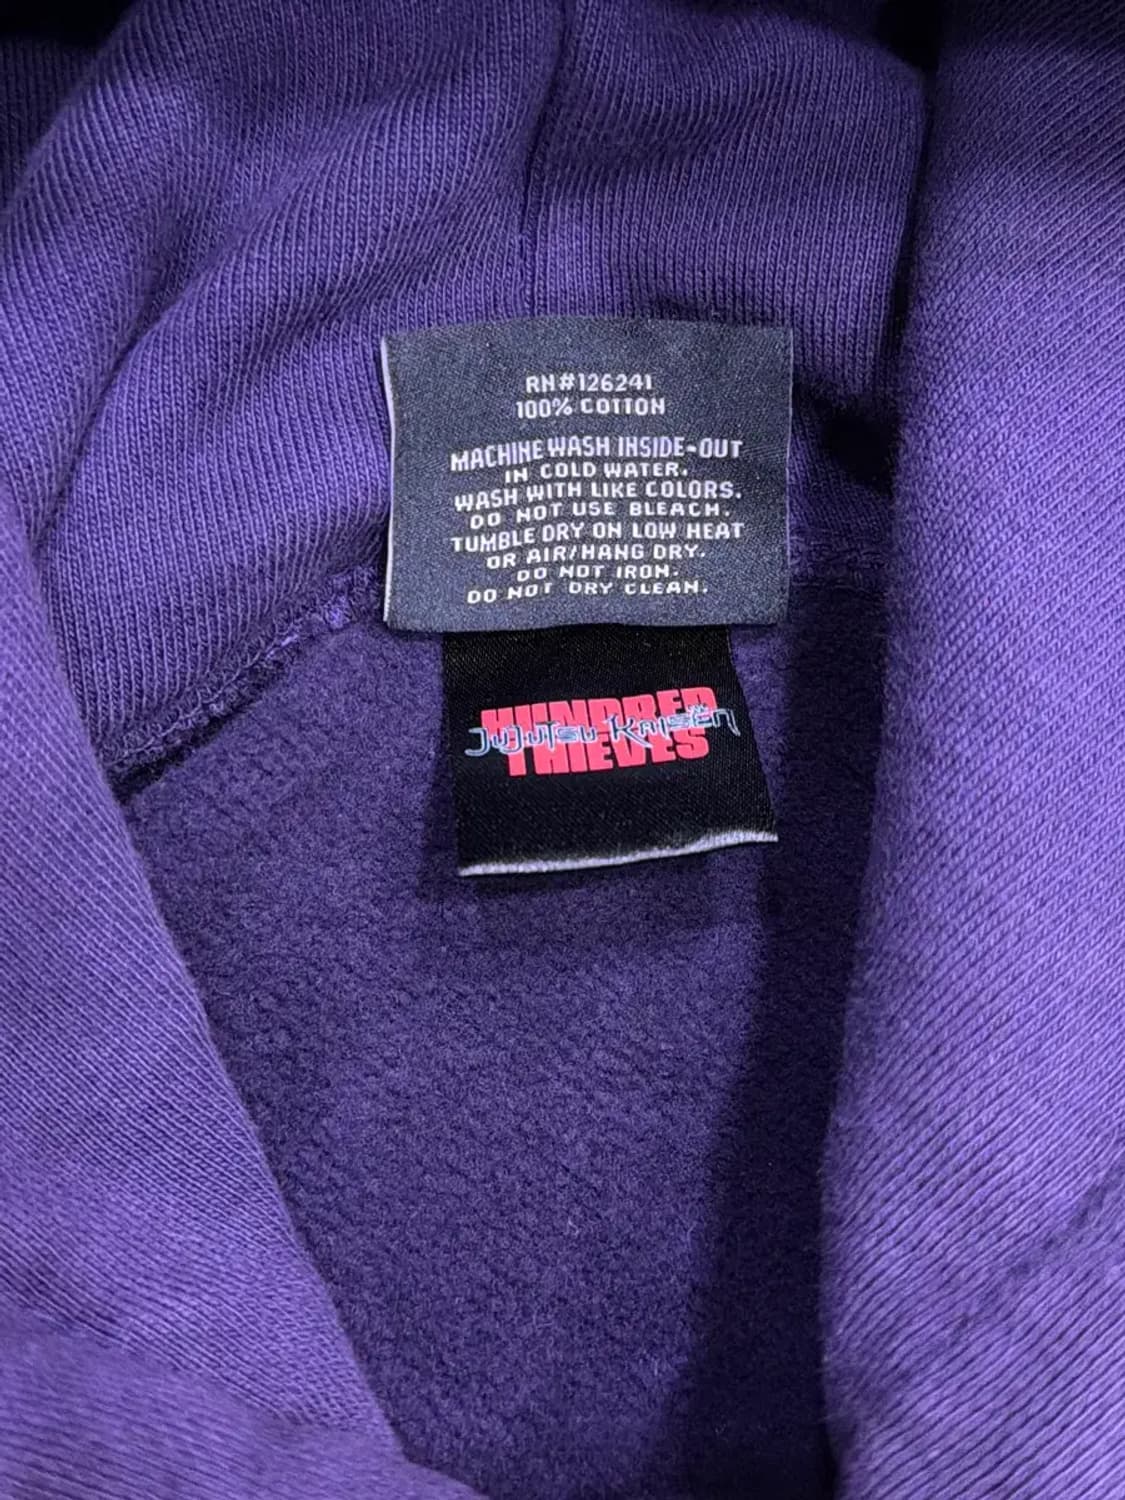 RN#126241
100% COTTON
MACHINE WASH INSIDE-OUT
IN COLD WATER.
WASH WITH LIKE COLORS.
DO NOT USE BLEACH.
TUMBLE DRY ON LOW HEAT
OR AIR/HANG DRY.
DO NOT IRON.
DO NOT DRY CLEAN.
HUNDRED
JUJUTSU KAISEN
THIEVES